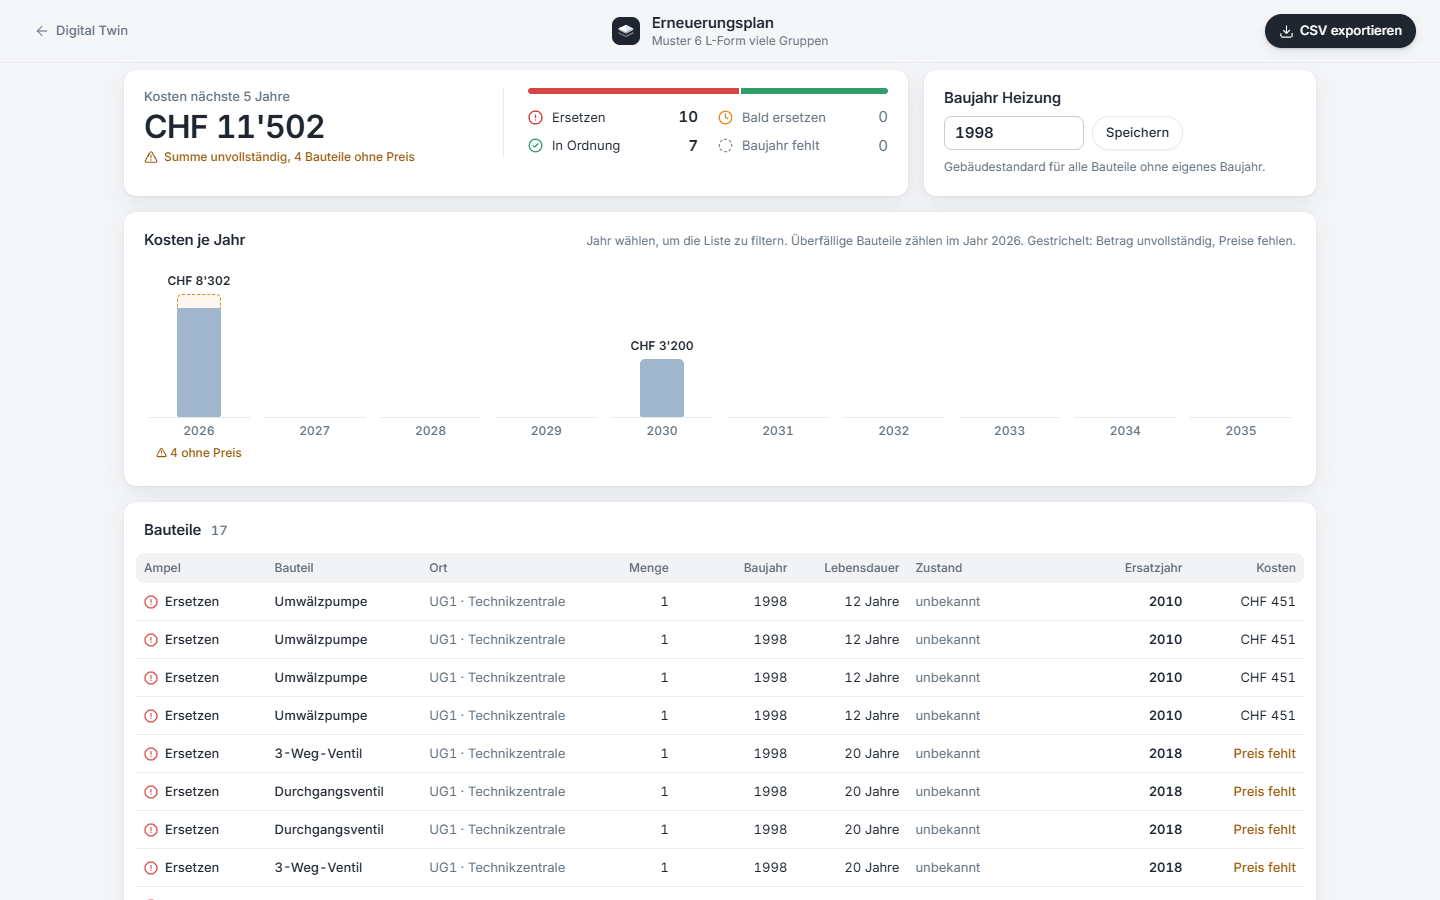 Digital Twin
Erneuerungsplan
Muster 6 L-Form viele Gruppen
CSV exportieren
Kosten nächste 5 Jahre
CHF 11'502
Summe unvollständig, 4 Bauteile ohne Preis
Ersetzen 10 Bald ersetzen 0
In Ordnung 7 Baujahr fehlt 0
Baujahr Heizung
1998 Speichern
Gebäudestandard für alle Bauteile ohne eigenes Baujahr.
Kosten je Jahr
Jahr wählen, um die Liste zu filtern. Überfällige Bauteile zählen im Jahr 2026. Gestrichelt: Betrag unvollständig, Preise fehlen.
CHF 8'302
CHF 3'200
2026 2027 2028 2029 2030 2031 2032 2033 2034 2035
4 ohne Preis
Bauteile 17
Ampel Bauteil Ort Menge Baujahr Lebensdauer Zustand Ersatzjahr Kosten
Ersetzen Umwälzpumpe UG1 · Technikzentrale 1 1998 12 Jahre unbekannt 2010 CHF 451
Ersetzen Umwälzpumpe UG1 · Technikzentrale 1 1998 12 Jahre unbekannt 2010 CHF 451
Ersetzen Umwälzpumpe UG1 · Technikzentrale 1 1998 12 Jahre unbekannt 2010 CHF 451
Ersetzen Umwälzpumpe UG1 · Technikzentrale 1 1998 12 Jahre unbekannt 2010 CHF 451
Ersetzen 3-Weg-Ventil UG1 · Technikzentrale 1 1998 20 Jahre unbekannt 2018 Preis fehlt
Ersetzen Durchgangsventil UG1 · Technikzentrale 1 1998 20 Jahre unbekannt 2018 Preis fehlt
Ersetzen Durchgangsventil UG1 · Technikzentrale 1 1998 20 Jahre unbekannt 2018 Preis fehlt
Ersetzen 3-Weg-Ventil UG1 · Technikzentrale 1 1998 20 Jahre unbekannt 2018 Preis fehlt